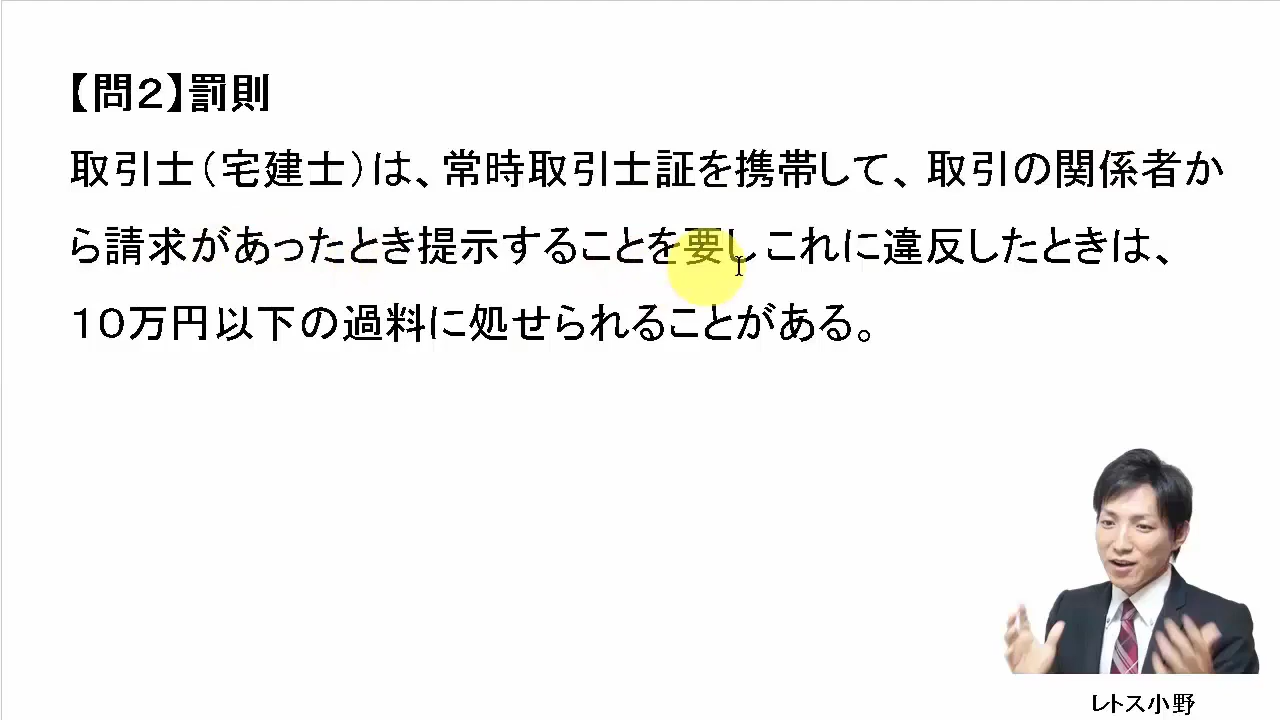 【問２】罰則
取引士（宅建士）は、常時取引士証を携帯して、取引の関係者か
ら請求があったとき提示することを要しこれに違反したときは、
１０万円以下の過料に処せられることがある。
レトス小野